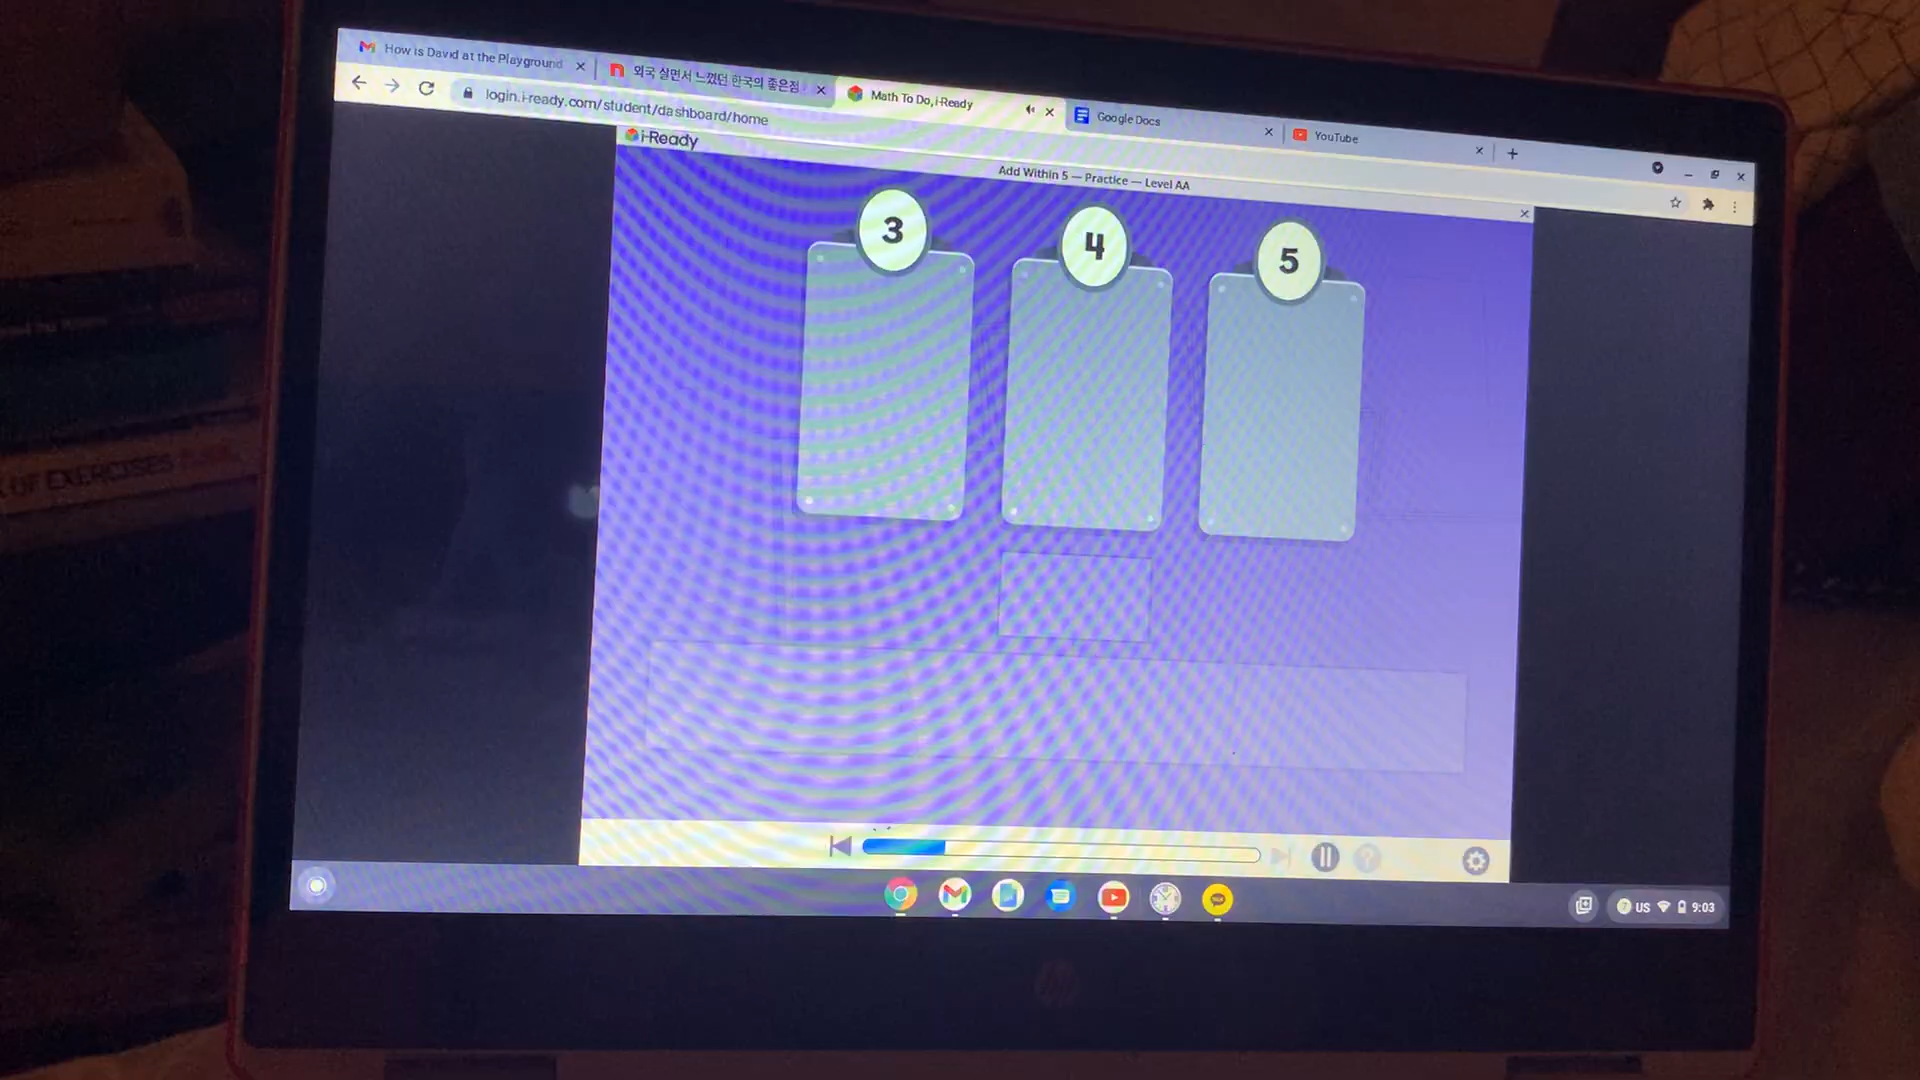 How is David at the Playground
외국 살면서 느꼈던 한국의 좋은점
Math To Do, i-Ready
Google Docs
YouTube
login.i-ready.com/student/dashboard/home
i-Ready
Add Within 5 — Practice — Level AA
3
4
5
OF EXERCISES
US 9:03